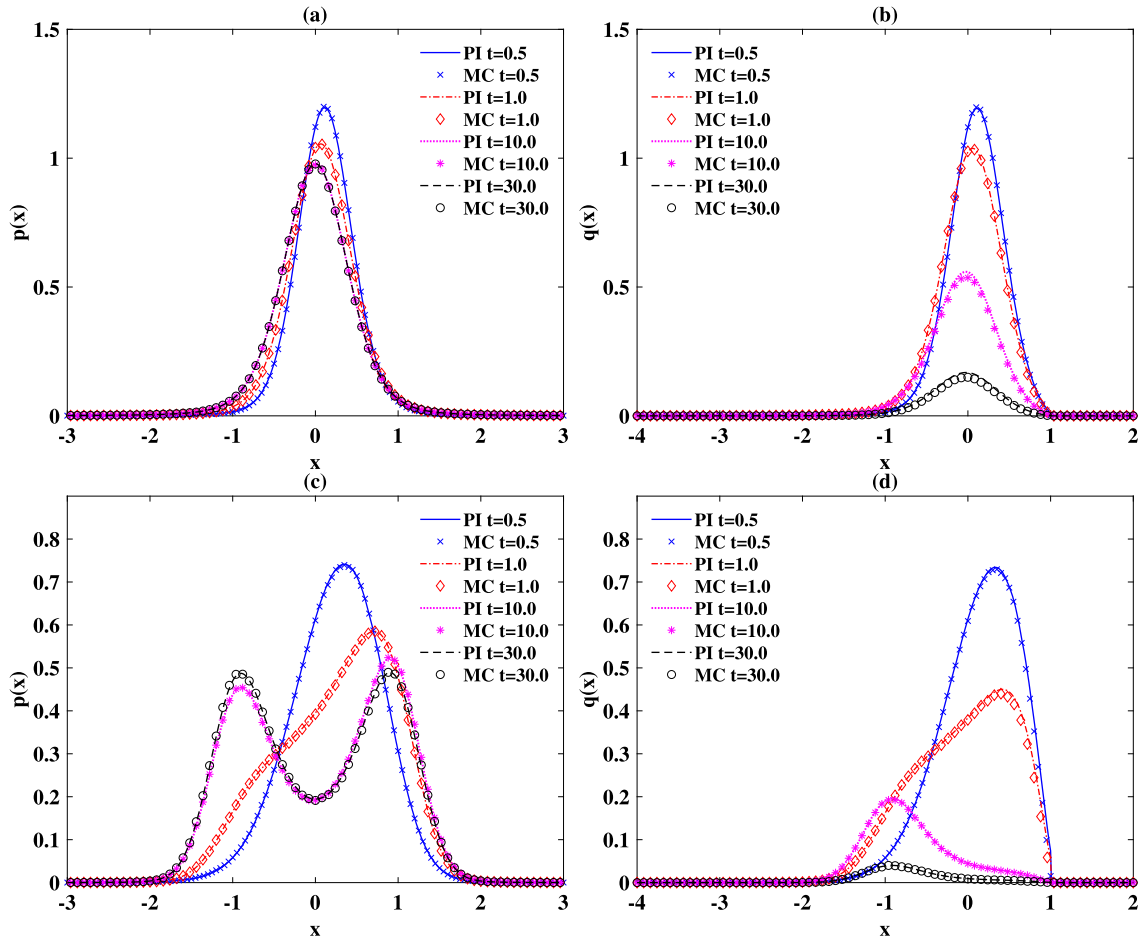 (a)
1.5
1
0.5
0
p(x)
-3 -2 -1 0 1 2 3
x
PI t=0.5
MC t=0.5
PI t=1.0
MC t=1.0
PI t=10.0
MC t=10.0
PI t=30.0
MC t=30.0
(b)
1.5
1
0.5
0
q(x)
-4 -3 -2 -1 0 1 2
x
PI t=0.5
MC t=0.5
PI t=1.0
MC t=1.0
PI t=10.0
MC t=10.0
PI t=30.0
MC t=30.0
(c)
0.8
0.7
0.6
0.5
0.4
0.3
0.2
0.1
0
p(x)
-3 -2 -1 0 1 2 3
x
PI t=0.5
MC t=0.5
PI t=1.0
MC t=1.0
PI t=10.0
MC t=10.0
PI t=30.0
MC t=30.0
(d)
0.8
0.7
0.6
0.5
0.4
0.3
0.2
0.1
0
q(x)
-4 -3 -2 -1 0 1 2
x
PI t=0.5
MC t=0.5
PI t=1.0
MC t=1.0
PI t=10.0
MC t=10.0
PI t=30.0
MC t=30.0